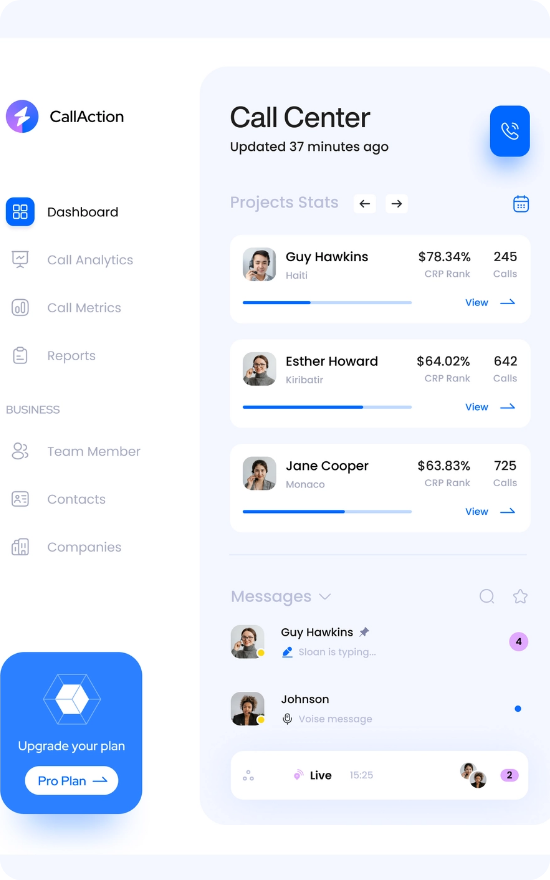 CallAction
Dashboard
Call Analytics
Call Metrics
Reports
BUSINESS
Team Member
Contacts
Companies
Upgrade your plan
Pro Plan
Call Center
Updated 37 minutes ago
Projects Stats
Guy Hawkins $78.34% 245
Haiti CRP Rank Calls
View
Esther Howard $64.02% 642
Kiribatir CRP Rank Calls
View
Jane Cooper $63.83% 725
Monaco CRP Rank Calls
View
Messages
Guy Hawkins
Sloan is typing...
4
Johnson
Voise message
Live 15:25 2